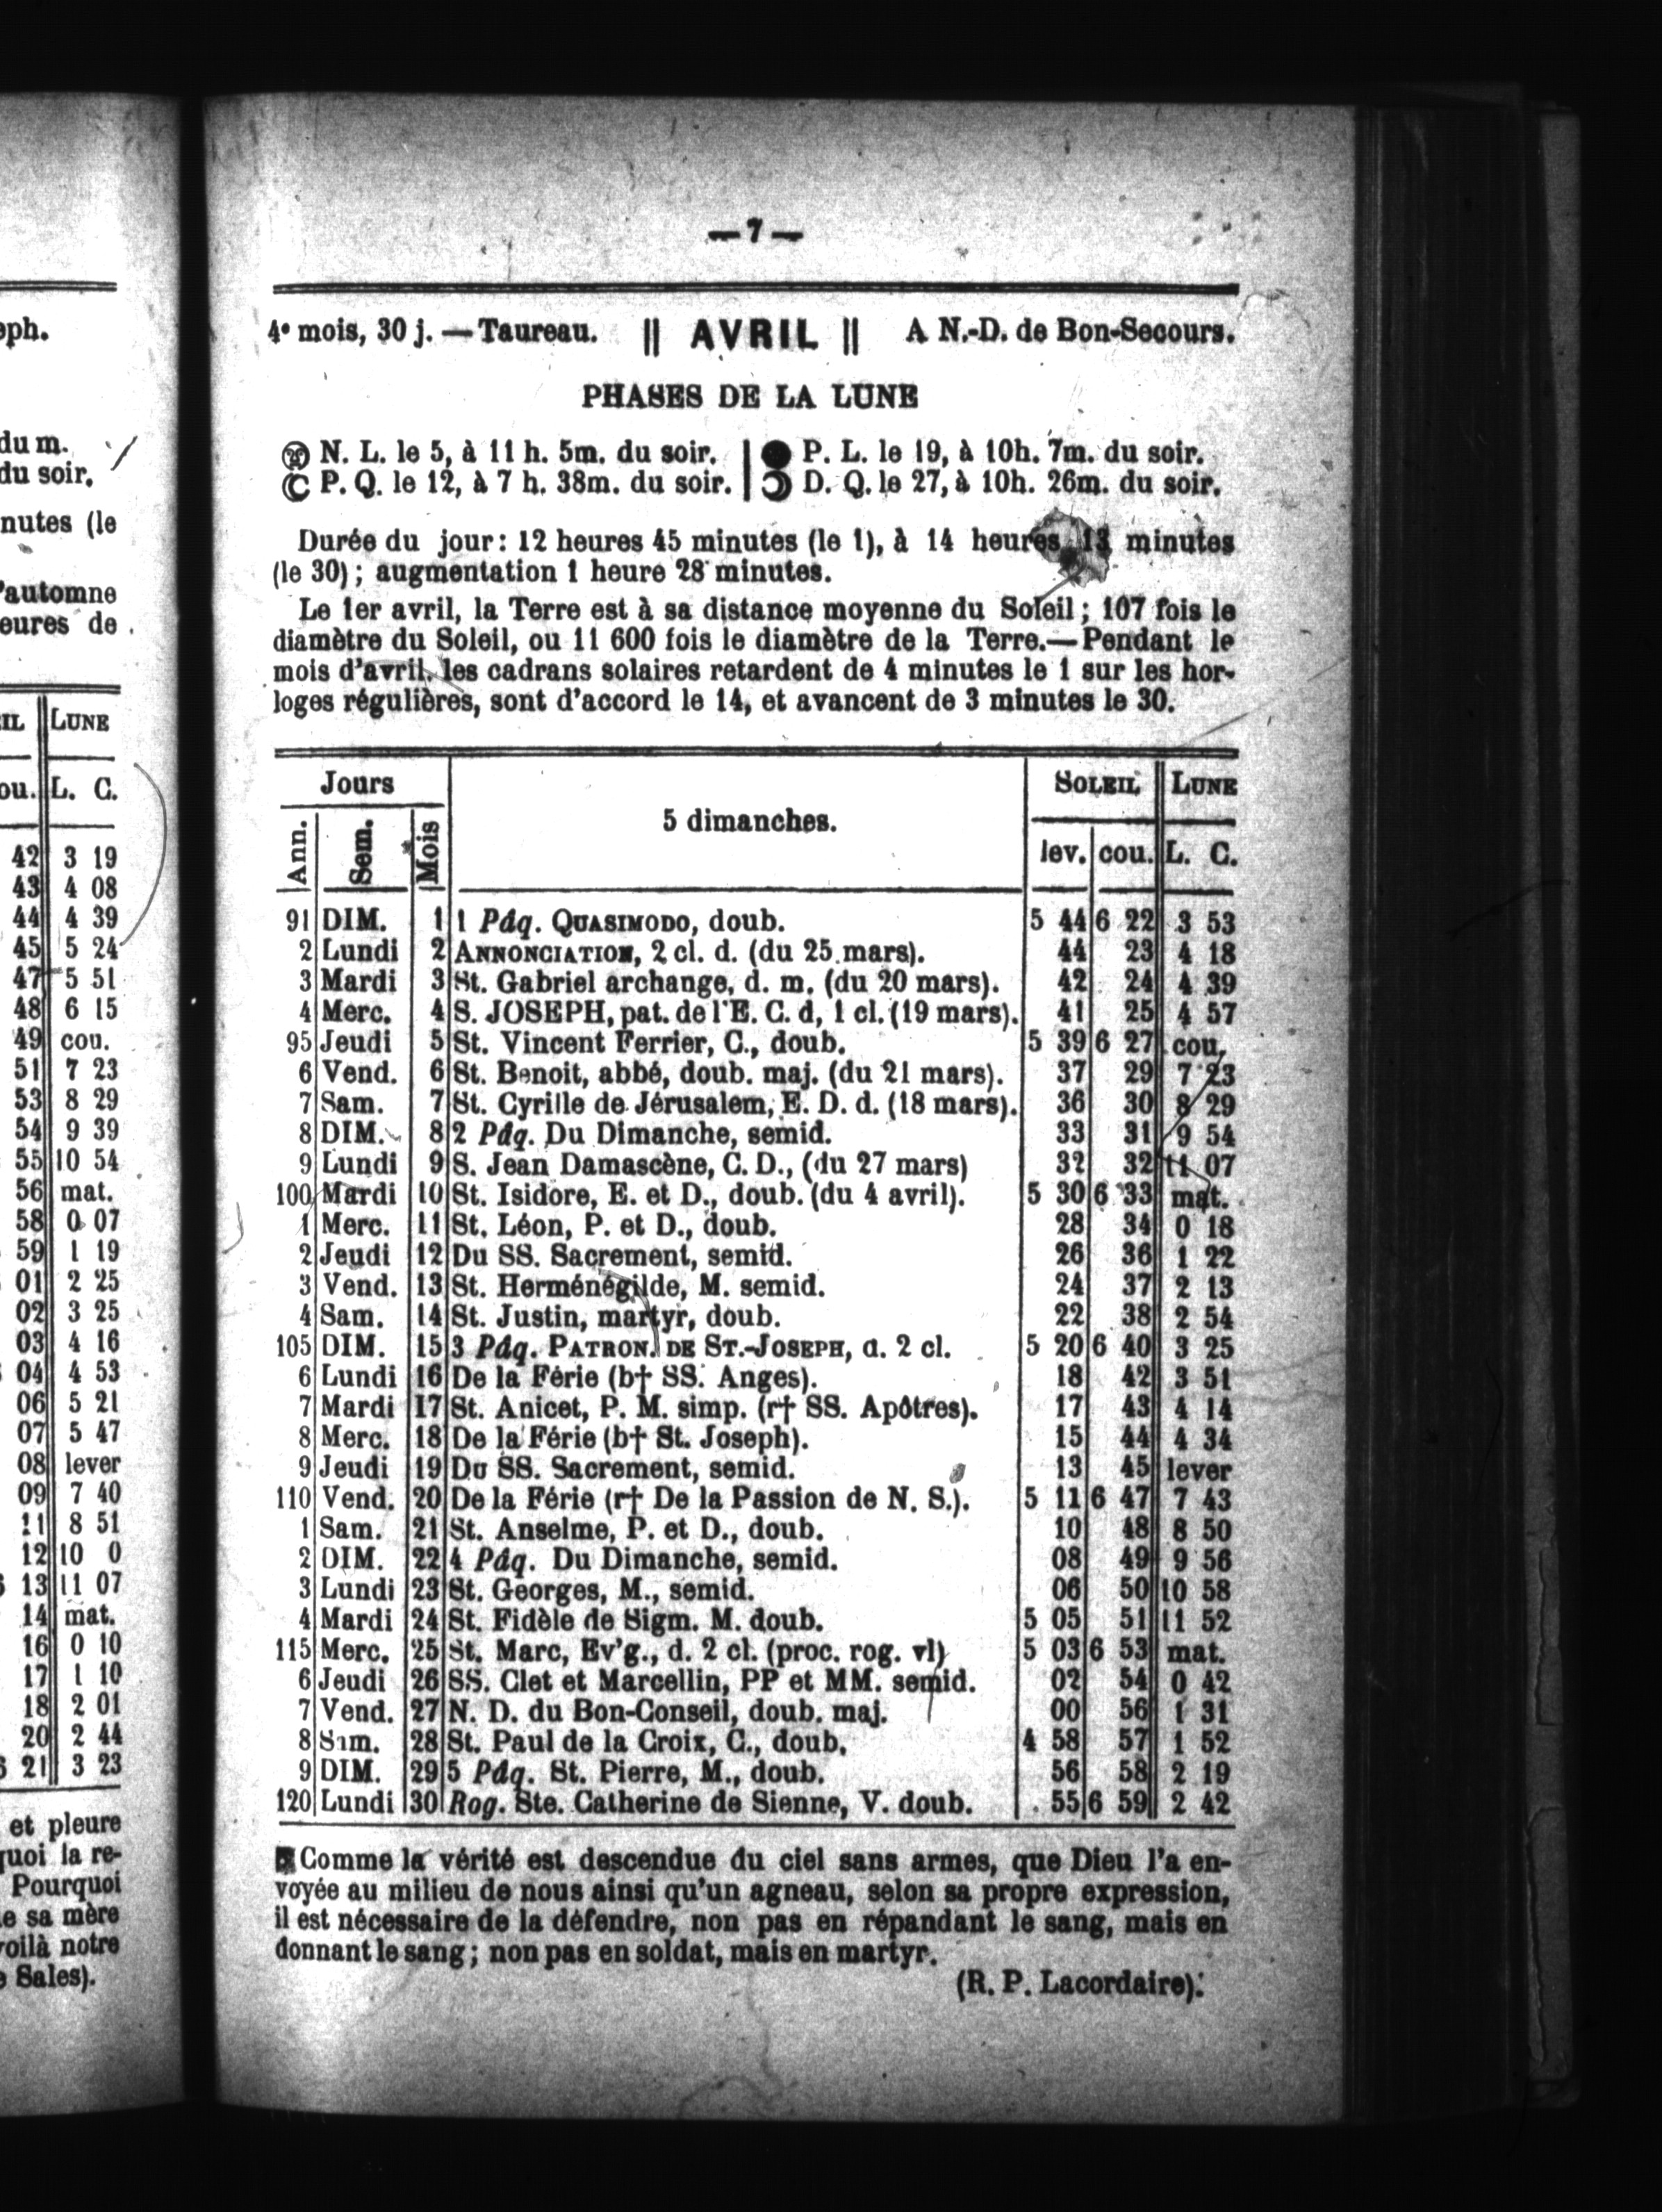 — 7 —
4e mois, 30 j. — Taureau. || AVRIL || A N.-D. de Bon-Secours.
PHASES DE LA LUNE
N. L. le 5, à 11 h. 5m. du soir. | P. L. le 19, à 10h. 7m. du soir.
P. Q. le 12, à 7 h. 38m. du soir. | D. Q. le 27, à 10h. 26m. du soir.
Durée du jour : 12 heures 45 minutes (le 1), à 14 heures 13 minutes
(le 30) ; augmentation 1 heure 28 minutes.
Le 1er avril, la Terre est à sa distance moyenne du Soleil ; 107 fois le
diamètre du Soleil, ou 11 600 fois le diamètre de la Terre.—Pendant le
mois d'avril, les cadrans solaires retardent de 4 minutes le 1 sur les hor-
loges régulières, sont d'accord le 14, et avancent de 3 minutes le 30.
Jours SOLEIL LUNE
Ann. Sem. Mois 5 dimanches. lev. cou. L. C.
91 DIM. 1 1 Pâq. QUASIMODO, doub. 5 44 6 22 3 53
2 Lundi 2 ANNONCIATION, 2 cl. d. (du 25 mars). 44 23 4 18
3 Mardi 3 St. Gabriel archange, d. m. (du 20 mars). 42 24 4 39
4 Merc. 4 S. JOSEPH, pat. de l'E. C. d, 1 cl. (19 mars). 41 25 4 57
95 Jeudi 5 St. Vincent Ferrier, C., doub. 5 39 6 27 cou.
6 Vend. 6 St. Benoit, abbé, doub. maj. (du 21 mars). 37 29 7 23
7 Sam. 7 St. Cyrille de Jérusalem, E. D. d. (18 mars). 36 30 8 29
8 DIM. 8 2 Pâq. Du Dimanche, semid. 33 31 9 54
9 Lundi 9 S. Jean Damascène, C. D., (du 27 mars) 32 32 11 07
100 Mardi 10 St. Isidore, E. et D., doub. (du 4 avril). 5 30 6 33 mat.
1 Merc. 11 St. Léon, P. et D., doub. 28 34 0 18
2 Jeudi 12 Du SS. Sacrement, semid. 26 36 1 22
3 Vend. 13 St. Herménégilde, M. semid. 24 37 2 13
4 Sam. 14 St. Justin, martyr, doub. 22 38 2 54
105 DIM. 15 3 Pâq. PATRON. DE ST.-JOSEPH, d. 2 cl. 5 20 6 40 3 25
6 Lundi 16 De la Férie (b† SS. Anges). 18 42 3 51
7 Mardi 17 St. Anicet, P. M. simp. (r† SS. Apôtres). 17 43 4 14
8 Merc. 18 De la Férie (b† St. Joseph). 15 44 4 34
9 Jeudi 19 Du SS. Sacrement, semid. 13 45 lever
110 Vend. 20 De la Férie (r† De la Passion de N. S.). 5 11 6 47 7 43
1 Sam. 21 St. Anselme, P. et D., doub. 10 48 8 50
2 DIM. 22 4 Pâq. Du Dimanche, semid. 08 49 9 56
3 Lundi 23 St. Georges, M., semid. 06 50 10 58
4 Mardi 24 St. Fidèle de Sigm. M. doub. 5 05 51 11 52
115 Merc. 25 St. Marc, Ev'g., d. 2 cl. (proc. rog. vl) 5 03 6 53 mat.
6 Jeudi 26 SS. Clet et Marcellin, PP et MM. semid. 02 54 0 42
7 Vend. 27 N. D. du Bon-Conseil, doub. maj. 00 56 1 31
8 Sam. 28 St. Paul de la Croix, C., doub. 4 58 57 1 52
9 DIM. 29 5 Pâq. St. Pierre, M., doub. 56 58 2 19
120 Lundi 30 Rog. Ste. Catherine de Sienne, V. doub. 55 6 59 2 42
Comme la vérité est descendue du ciel sans armes, que Dieu l'a en-
voyée au milieu de nous ainsi qu'un agneau, selon sa propre expression,
il est nécessaire de la défendre, non pas en répandant le sang, mais en
donnant le sang ; non pas en soldat, mais en martyr.
(R. P. Lacordaire).